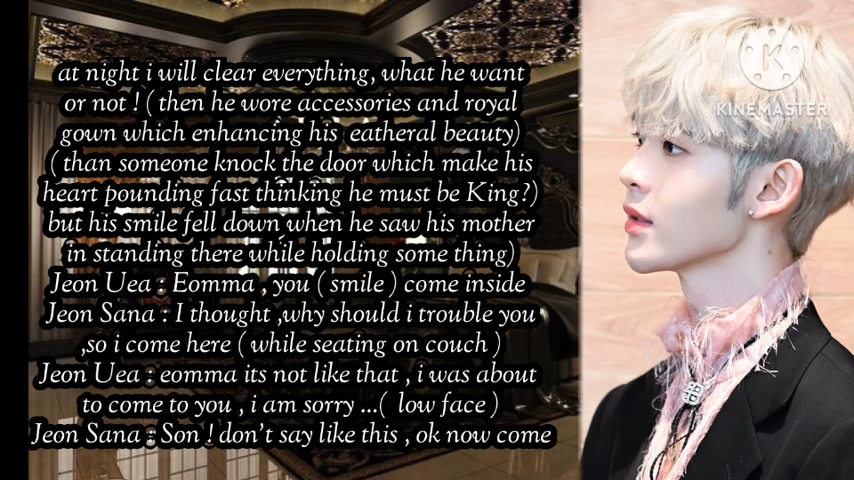 at night i will clear everything, what he want
or not ! ( then he wore accessories and royal
gown which enhancing his eatheral beauty)
( than someone knock the door which make his
heart pounding fast thinking he must be King?)
but his smile fell down when he saw his mother
in standing there while holding some thing)
Jeon Uea : Eomma , you ( smile ) come inside
Jeon Sana : I thought ,why should i trouble you
,so i come here ( while seating on couch )
Jeon Uea : eomma its not like that , i was about
to come to you , i am sorry ...( low face )
Jeon Sana : Son ! don't say like this , ok now come
KINEMASTER